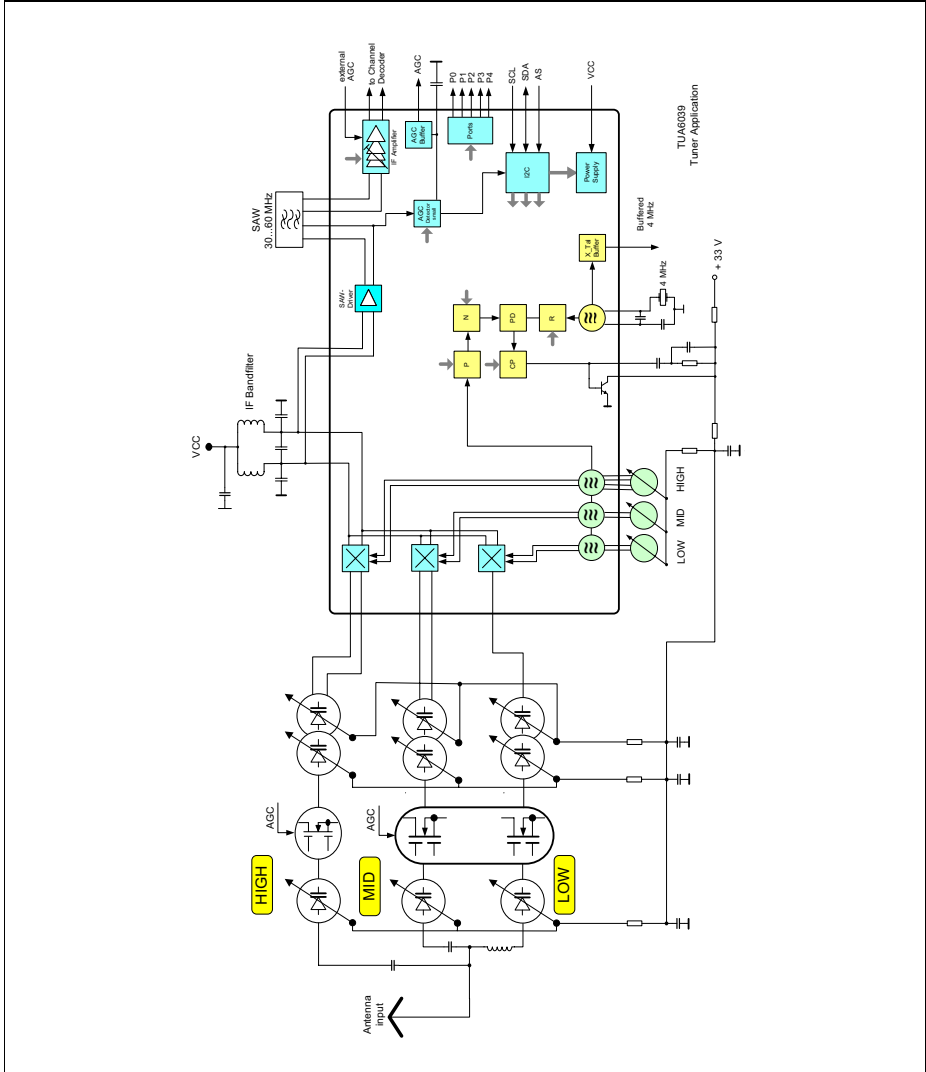 external
AGC
to Channel
Decoder
AGC
P0
P1
P2
P3
P4
SCL
SDA
AS
VCC
TUA6039
Tuner Application
IF Amplifier
AGC
Buffer
Ports
I2C
Power
Supply
SAW
30...60 MHz
AGC
Detector
small
X_Tal
Buffer
Buffered
4 MHz
SAW-
Driver
N
PD
R
4 MHz
+ 33 V
P
CP
IF Bandfilter
VCC
HIGH
MID
LOW
AGC
AGC
HIGH
MID
LOW
Antenna
input